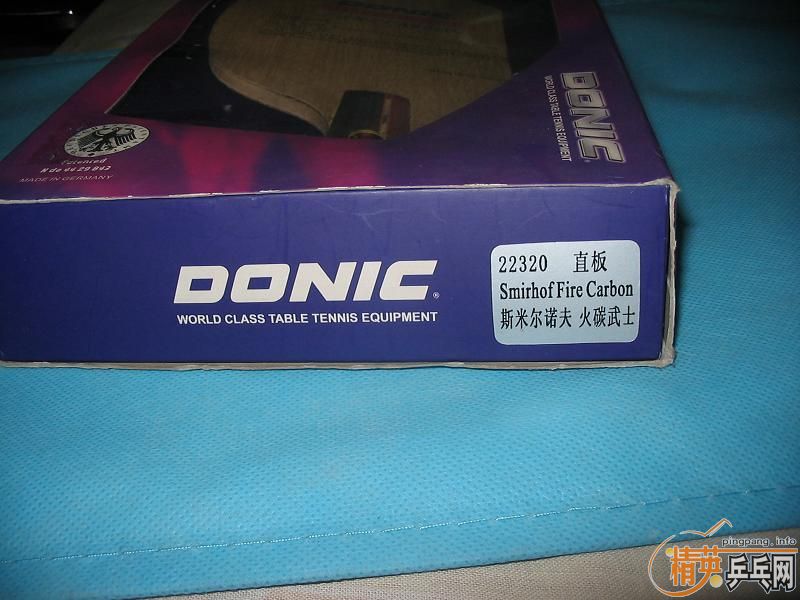 DONIC
WORLD CLASS TABLE TENNIS EQUIPMENT
Patented
MADE IN GERMANY
DONIC®
WORLD CLASS TABLE TENNIS EQUIPMENT
22320 直板
Smirhof Fire Carbon
斯米尔诺夫 火碳武士
pingpang.info
精英乒乓网